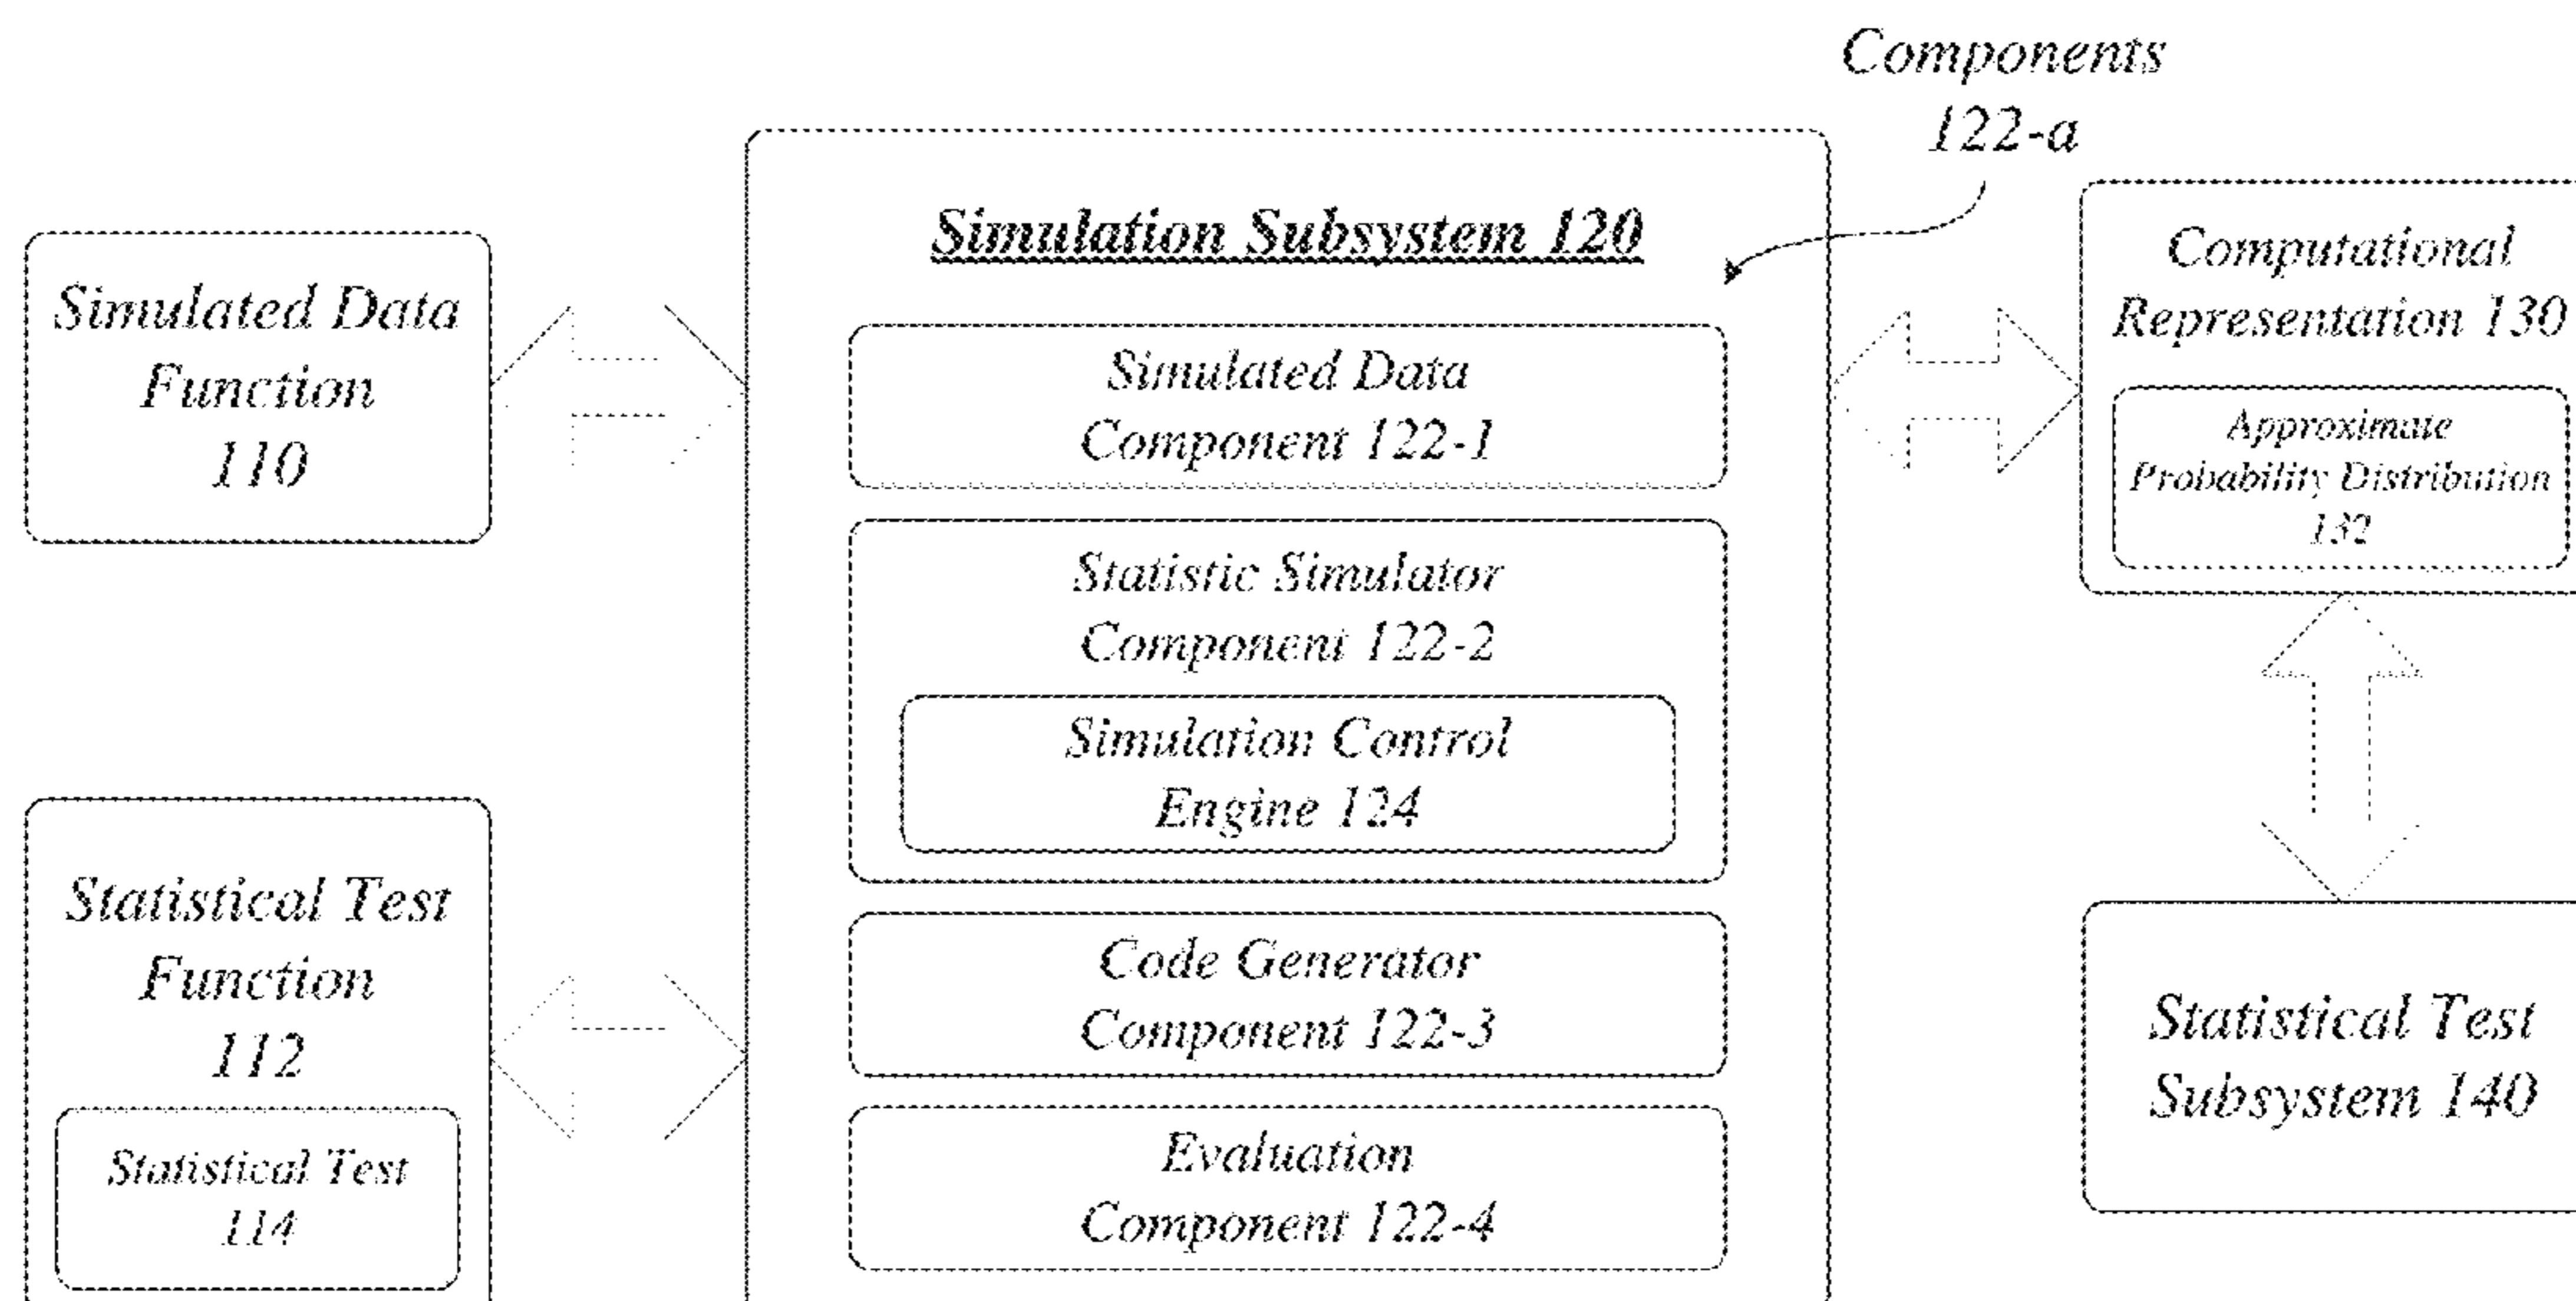 Components
122-a
Simulation Subsystem 120
Simulated Data
Function
110
Statistical Test
Function
112
Statistical Test
114
Simulated Data
Component 122-1
Statistic Simulator
Component 122-2
Simulation Control
Engine 124
Code Generator
Component 122-3
Evaluation
Component 122-4
Computational
Representation 130
Approximate
Probability Distribution
132
Statistical Test
Subsystem 140